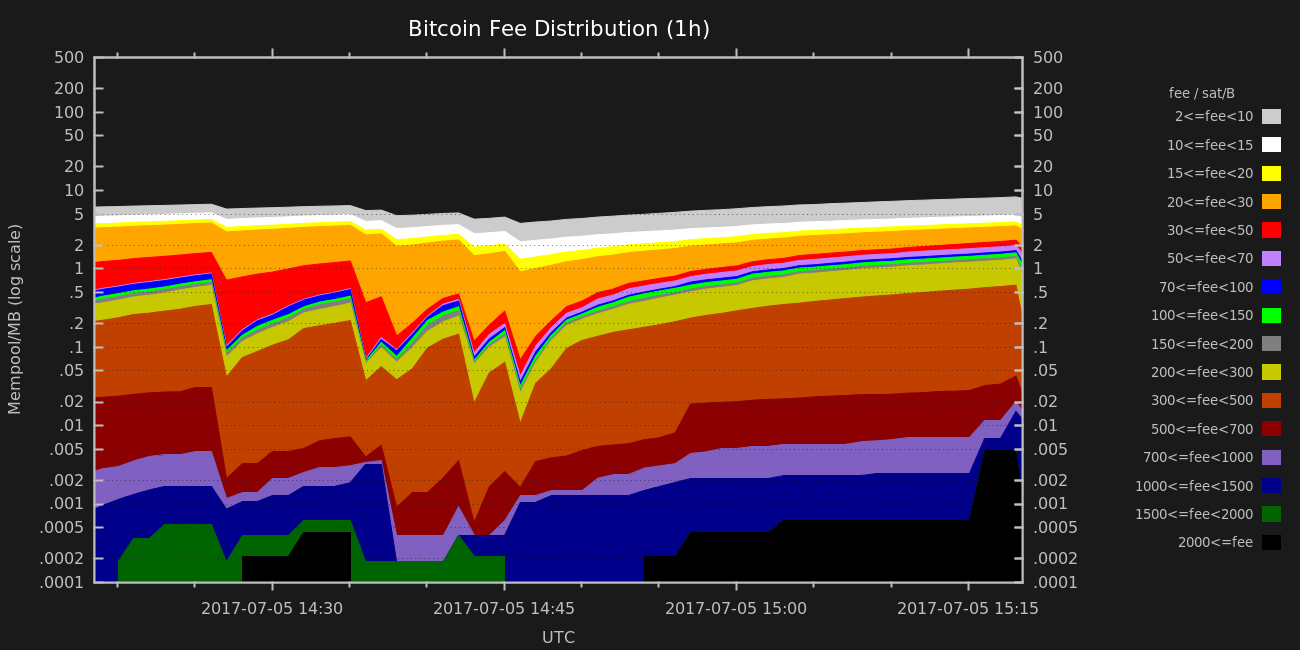 Bitcoin Fee Distribution (1h)
Mempool/MB (log scale)
500
200
100
50
20
10
5
2
1
.5
.2
.1
.05
.02
.01
.005
.002
.001
.0005
.0002
.0001
500
200
100
50
20
10
5
2
1
.5
.2
.1
.05
.02
.01
.005
.002
.001
.0005
.0002
.0001
2017-07-05 14:30
2017-07-05 14:45
2017-07-05 15:00
2017-07-05 15:15
UTC
fee / sat/B
2<=fee<10
10<=fee<15
15<=fee<20
20<=fee<30
30<=fee<50
50<=fee<70
70<=fee<100
100<=fee<150
150<=fee<200
200<=fee<300
300<=fee<500
500<=fee<700
700<=fee<1000
1000<=fee<1500
1500<=fee<2000
2000<=fee